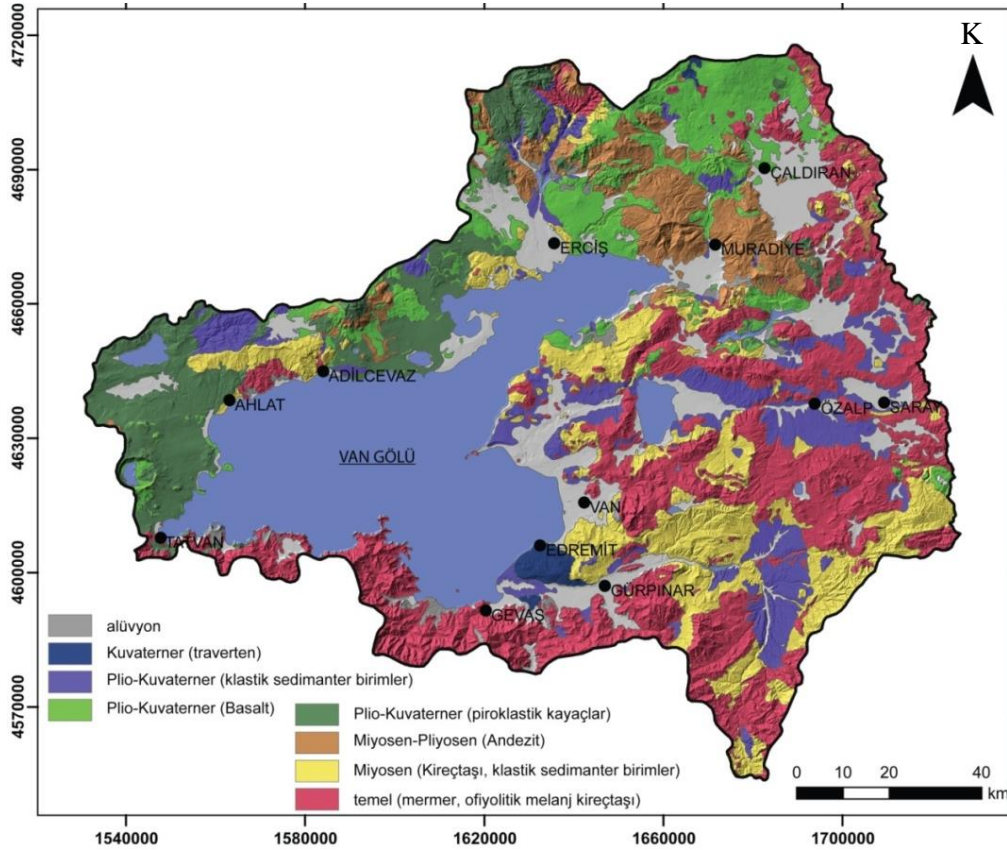 K
4720000
4690000
4660000
4630000
4600000
4570000
ÇALDIRAN
ERCİŞ
MURADİYE
ADİLCEVAZ
AHLAT
ÖZALP
SARAY
VAN GÖLÜ
VAN
TATVAN
EDREMİT
GÜRPINAR
GEVAŞ
alüvyon
Kuvaterner (traverten)
Plio-Kuvaterner (klastik sedimanter birimler)
Plio-Kuvaterner (Basalt)
Plio-Kuvaterner (piroklastik kayaçlar)
Miyosen-Pliyosen (Andezit)
Miyosen (Kireçtaşı, klastik sedimanter birimler)
temel (mermer, ofiyolitik melanj kireçtaşı)
0 10 20 40
km
1540000 1580000 1620000 1660000 1700000